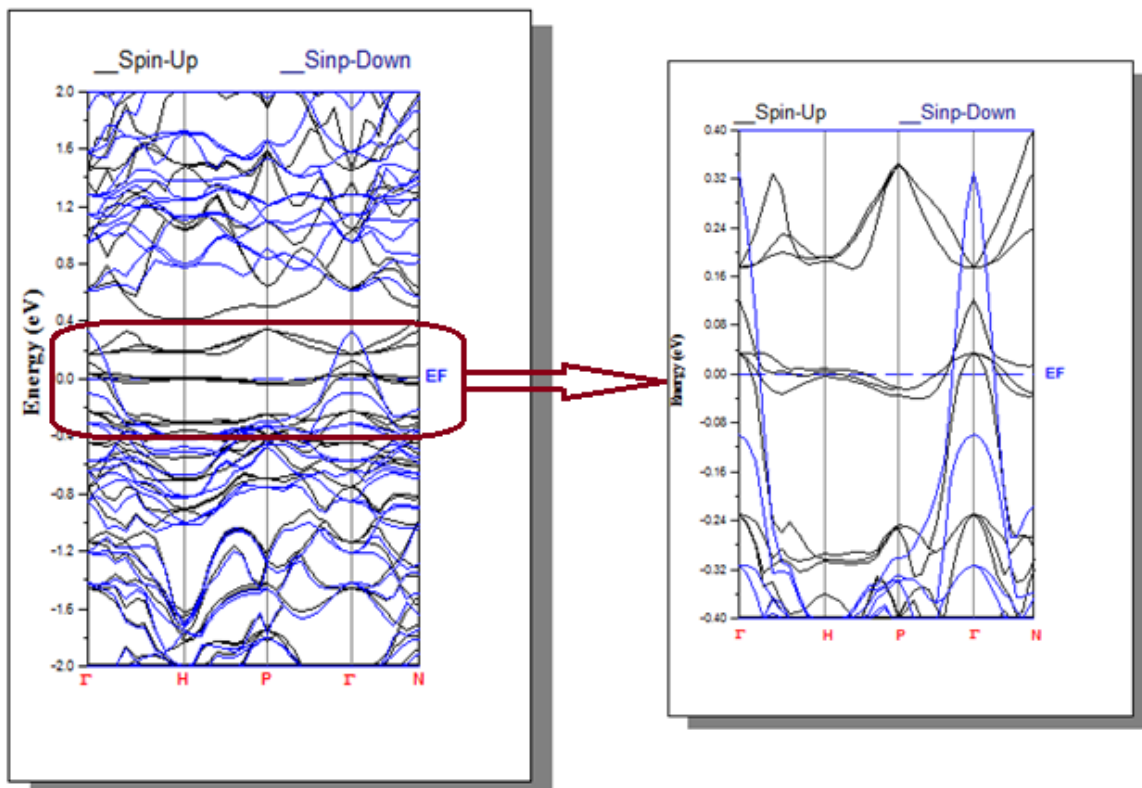 __Spin-Up __Sinp-Down
Energy (eV)
2.0
1.6
1.2
0.8
0.4
0.0
-0.4
-0.8
-1.2
-1.6
-2.0
EF
Γ H P Γ N
__Spin-Up __Sinp-Down
Energy (eV)
0.40
0.32
0.24
0.16
0.08
0.00
-0.08
-0.16
-0.24
-0.32
-0.40
EF
Γ H P Γ N